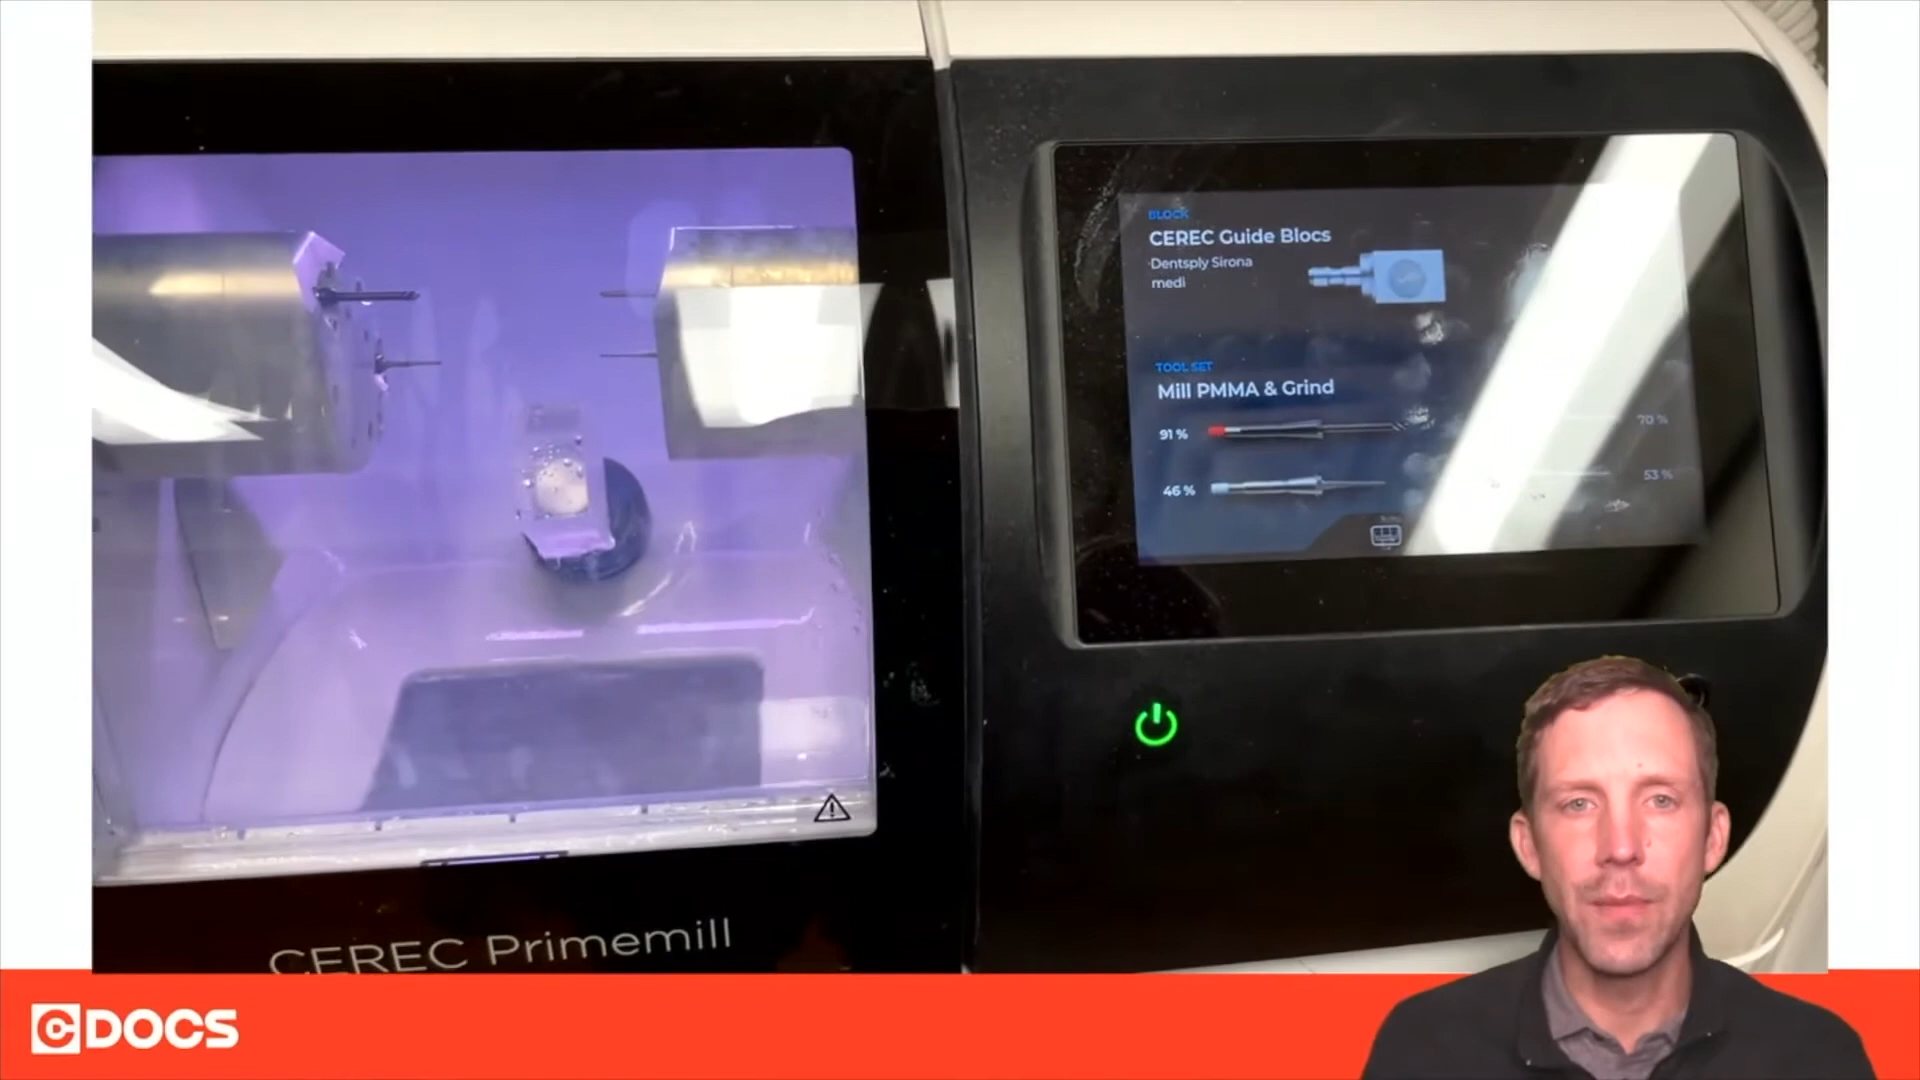 BLOCK
CEREC Guide Blocs
Dentsply Sirona
medi
TOOL SET
Mill PMMA & Grind
91 %
70 %
46 %
53 %
CEREC Primemill
DOCS